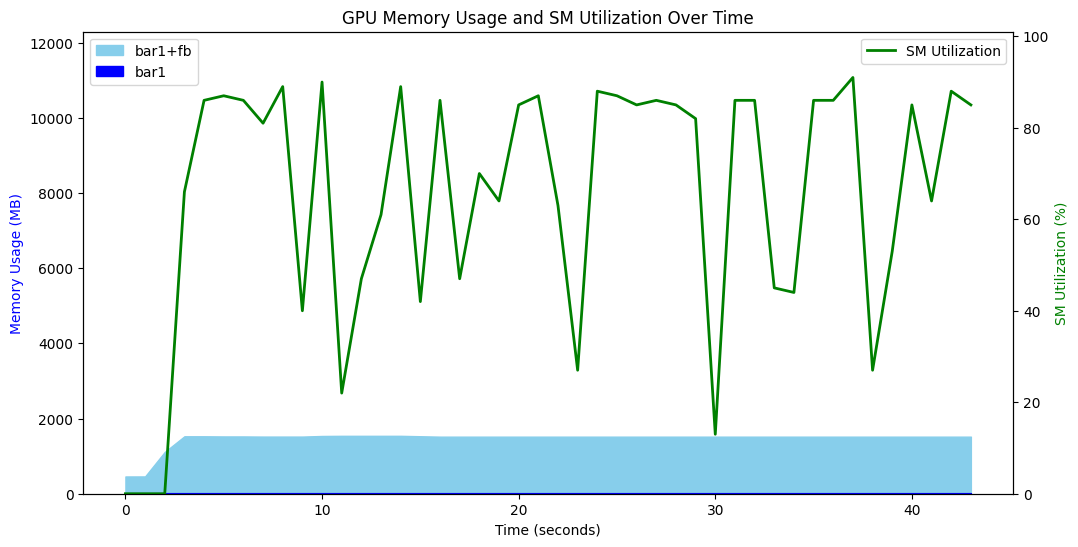 GPU Memory Usage and SM Utilization Over Time
bar1+fb
bar1
SM Utilization
Memory Usage (MB)
12000
10000
8000
6000
4000
2000
0
SM Utilization (%)
100
80
60
40
20
0
0
10
20
30
40
Time (seconds)